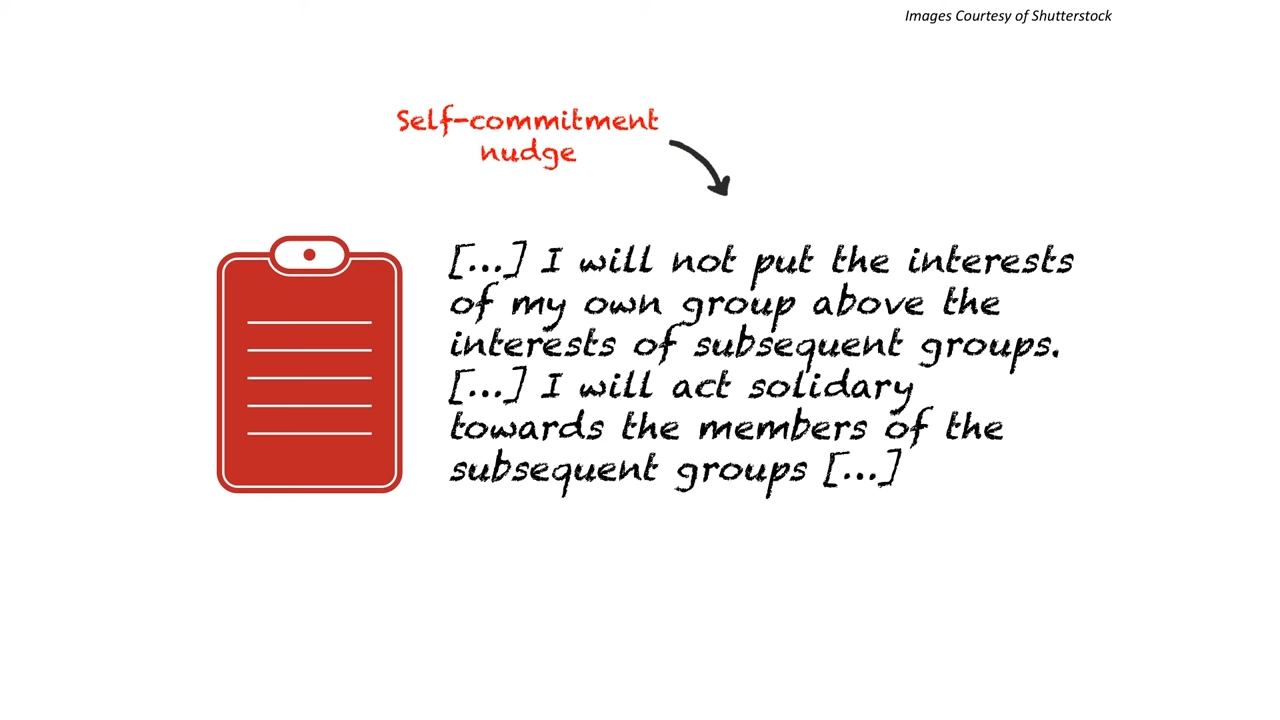 Images Courtesy of Shutterstock
Self-commitment
nudge
[...] I will not put the interests
of my own group above the
interests of subsequent groups.
[...] I will act solidary
towards the members of the
subsequent groups [...]